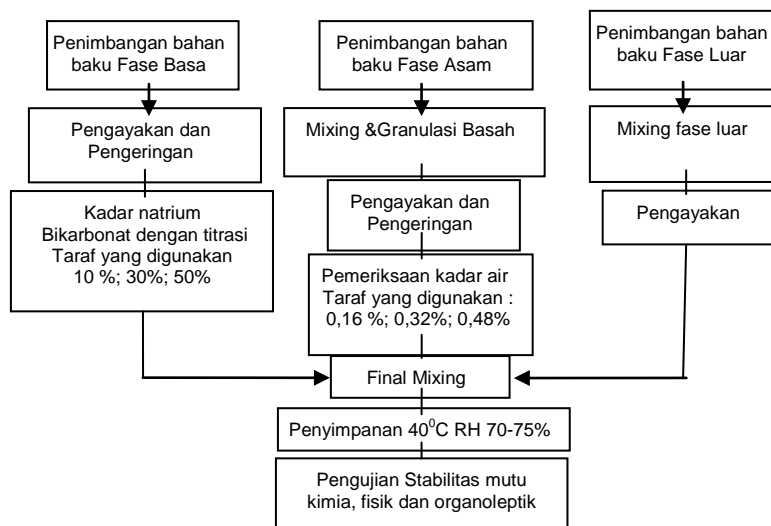 Penimbangan bahan
baku Fase Basa
Pengayakan dan
Pengeringan
Kadar natrium
Bikarbonat dengan titrasi
Taraf yang digunakan
10 %; 30%; 50%
Penimbangan bahan
baku Fase Asam
Mixing &Granulasi Basah
Pengayakan dan
Pengeringan
Pemeriksaan kadar air
Taraf yang digunakan :
0,16 %; 0,32%; 0,48%
Penimbangan bahan
baku Fase Luar
Mixing fase luar
Pengayakan
Final Mixing
Penyimpanan 40⁰C RH 70-75%
Pengujian Stabilitas mutu
kimia, fisik dan organoleptik